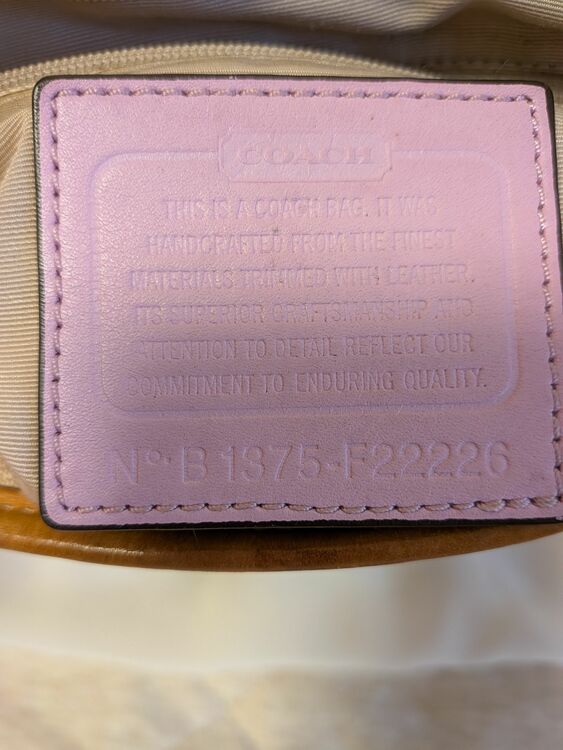 COACH
THIS IS A COACH BAG. IT WAS
HANDCRAFTED FROM THE FINEST
MATERIALS TRIMMED WITH LEATHER.
ITS SUPERIOR CRAFTSMANSHIP AND
ATTENTION TO DETAIL REFLECT OUR
COMMITMENT TO ENDURING QUALITY.
Nº B1375-F22226